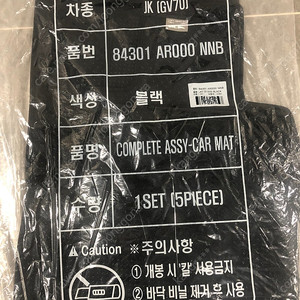 차종 JK (GV70)
품번 84301 AR000 NNB
색상 블랙
품명 COMPLETE ASSY-CAR MAT
수량 1SET (5PIECE)
⚠ Caution ※주의사항
① 개봉 시 '칼' 사용금지
② 바닥 비닐 제거 후 사용